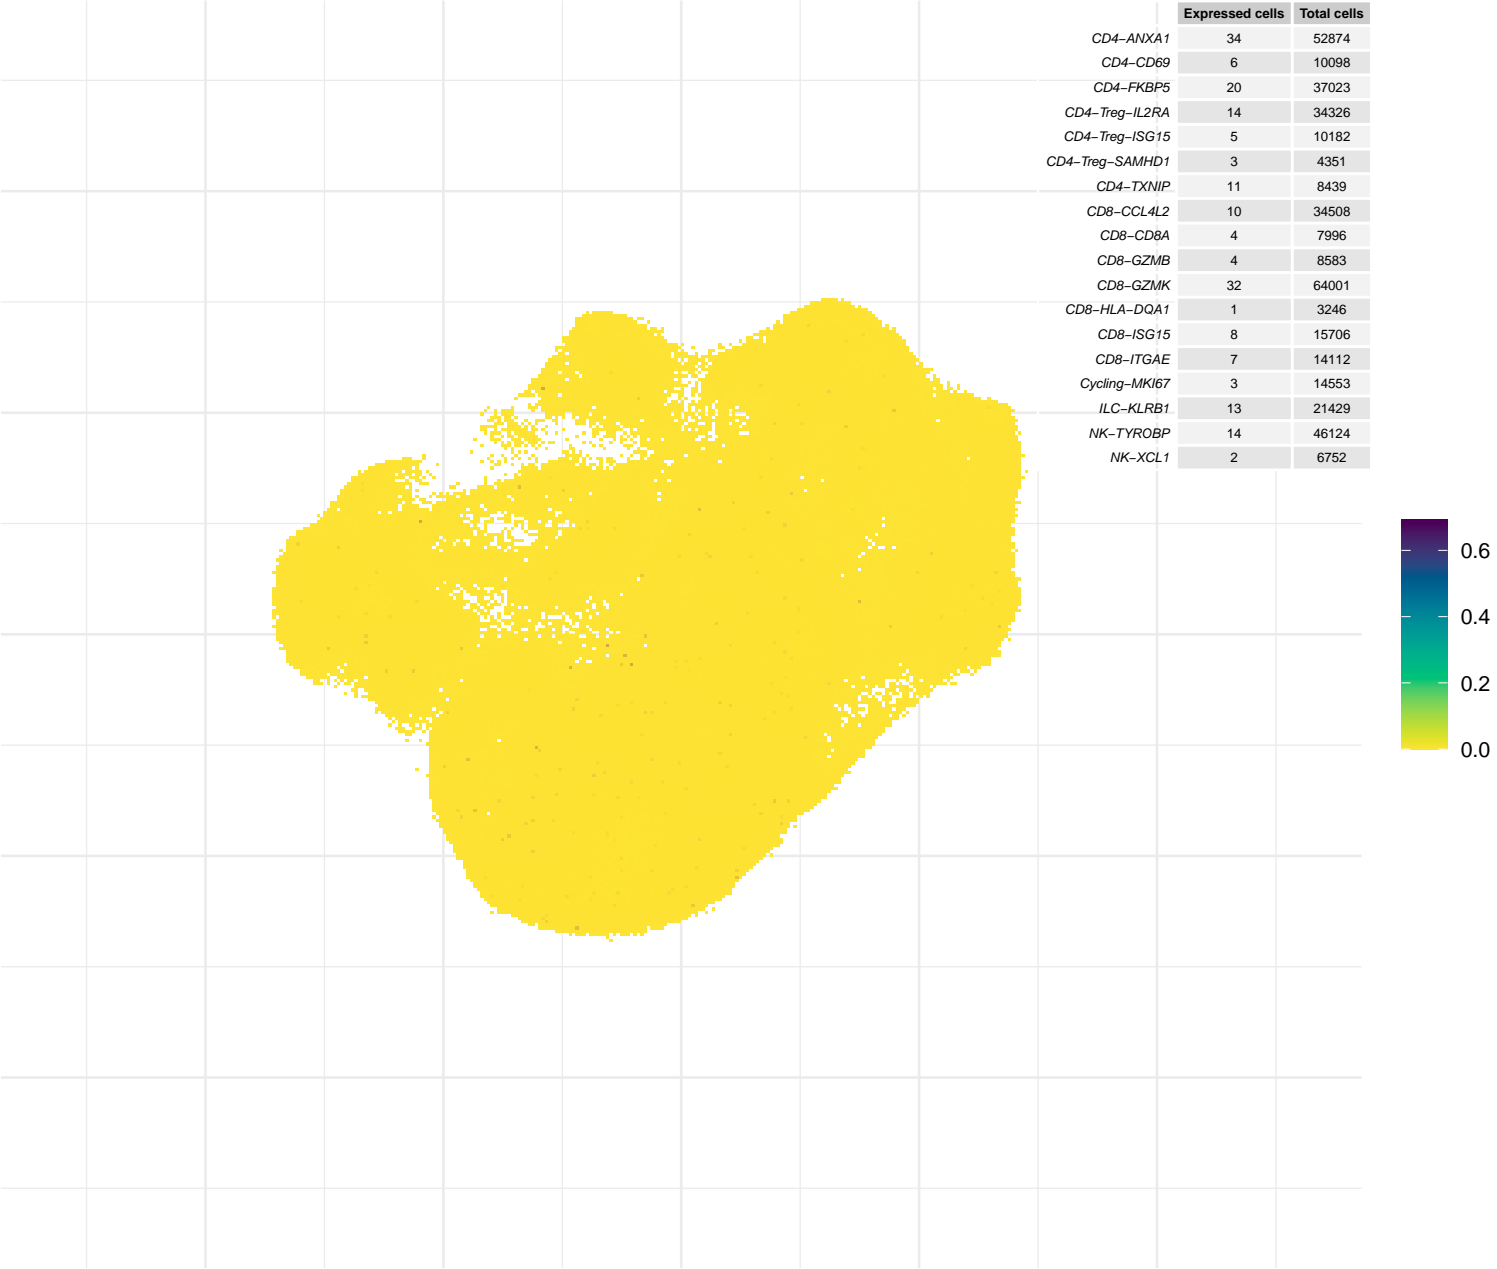 Expressed cells Total cells
CD4−ANXA1 34 52874
CD4−CD69 6 10098
CD4−FKBP5 20 37023
CD4−Treg−IL2RA 14 34326
CD4−Treg−ISG15 5 10182
CD4−Treg−SAMHD1 3 4351
CD4−TXNIP 11 8439
CD8−CCL4L2 10 34508
CD8−CD8A 4 7996
CD8−GZMB 4 8583
CD8−GZMK 32 64001
CD8−HLA−DQA1 1 3246
CD8−ISG15 8 15706
CD8−ITGAE 7 14112
Cycling−MKI67 3 14553
ILC−KLRB1 13 21429
NK−TYROBP 14 46124
NK−XCL1 2 6752
0.6
0.4
0.2
0.0